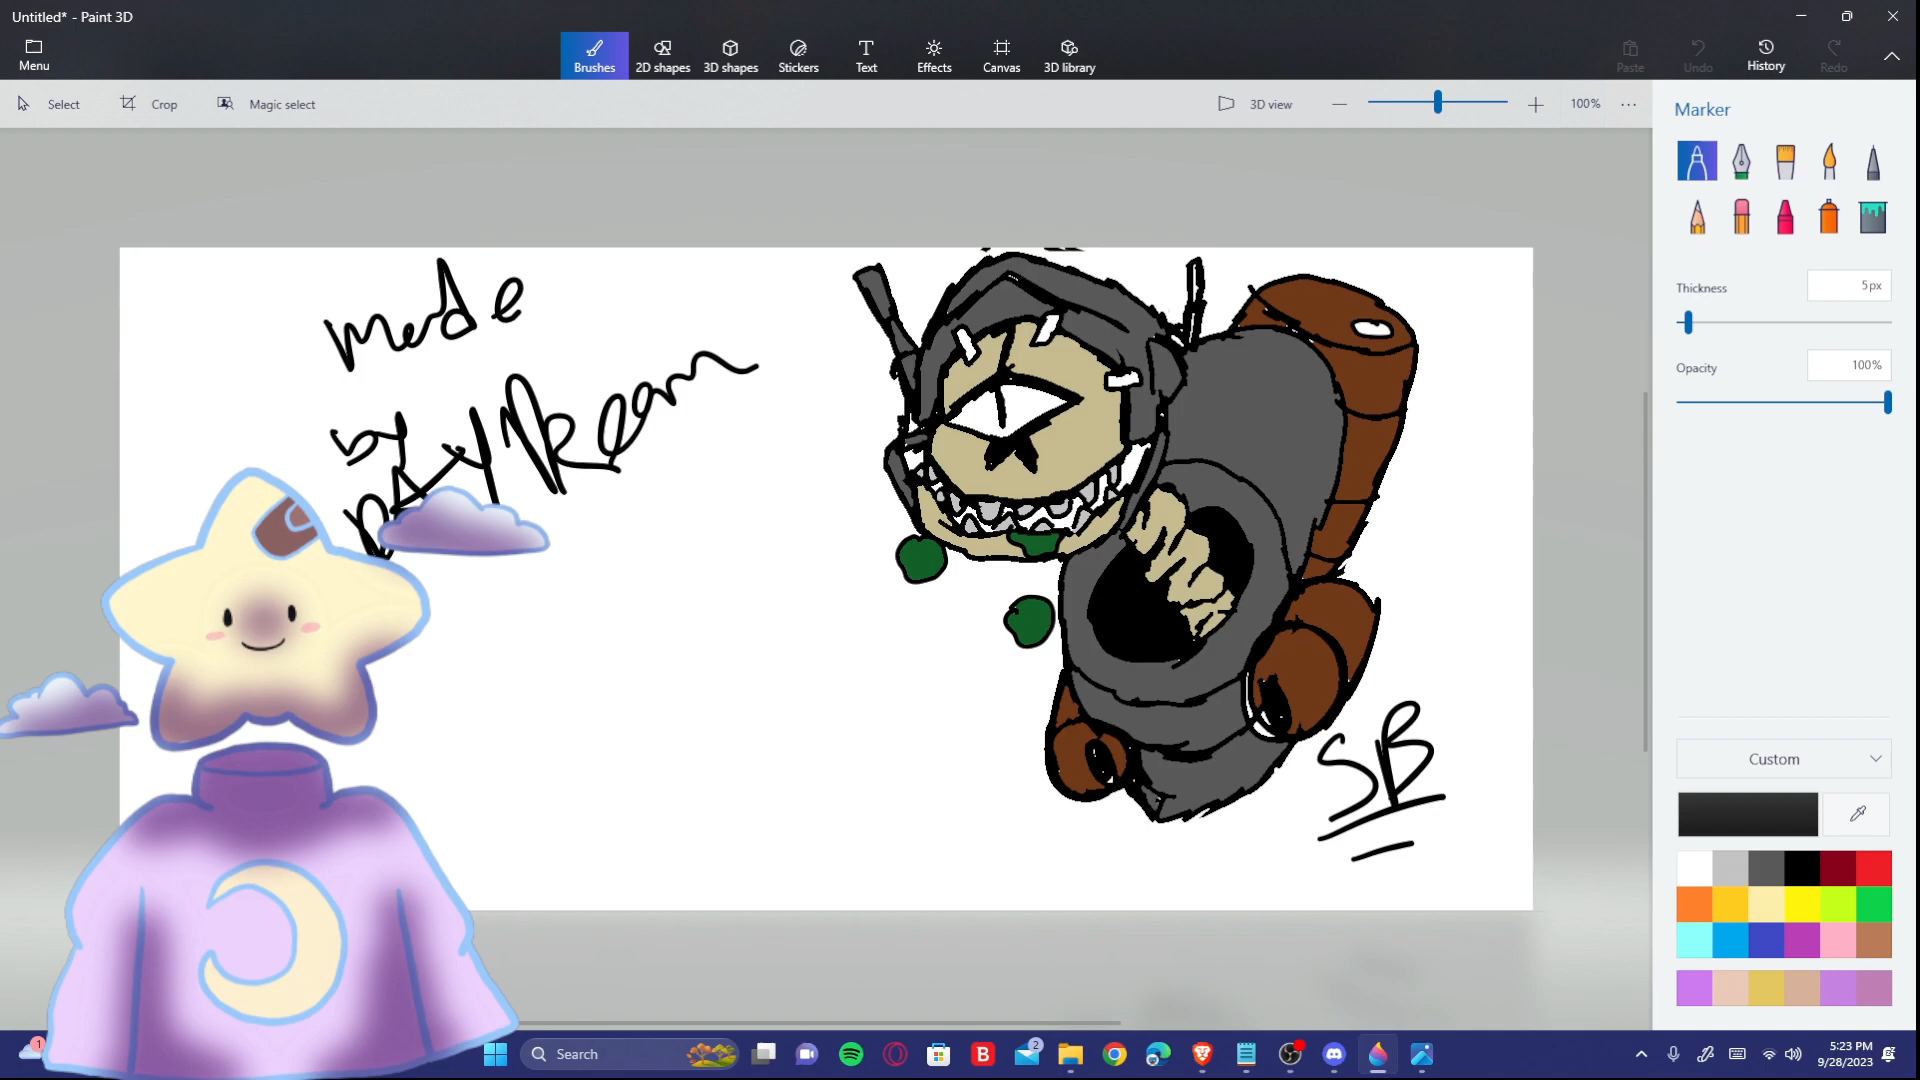 Untitled* - Paint 3D
Menu
Brushes
2D shapes
3D shapes
Stickers
Text
Effects
Canvas
3D library
Paste
Undo
History
Redo
Select
Crop
Magic select
3D view
100%
Marker
Thickness
5px
Opacity
100%
made
by
SB
Custom
1
Search
B
2
5:23 PM
9/28/2023